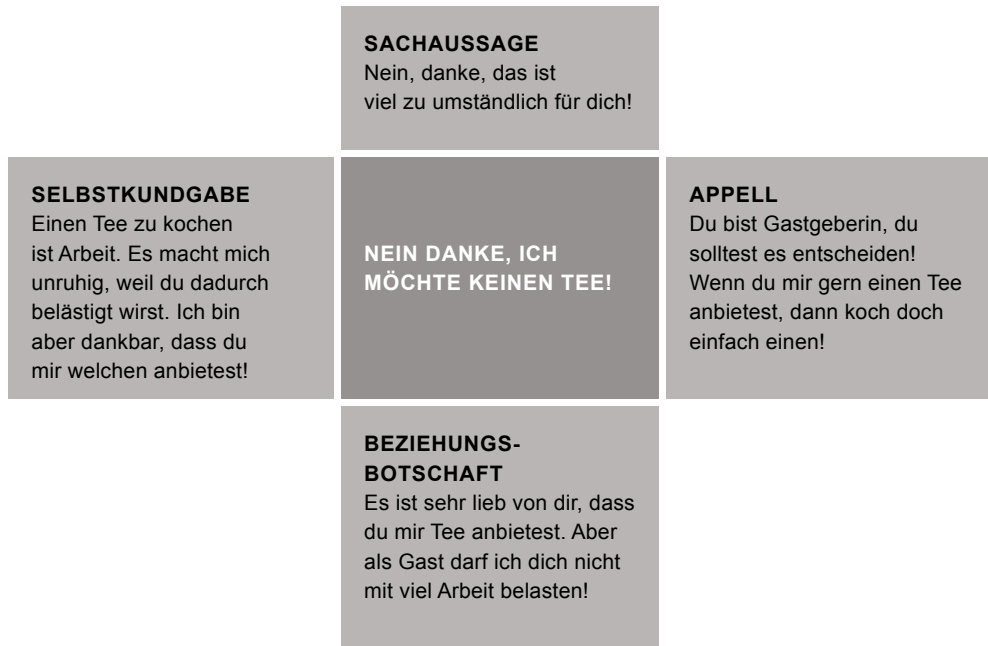 SACHAUSSAGE
Nein, danke, das ist
viel zu umständlich für dich!
SELBSTKUNDGABE
Einen Tee zu kochen
ist Arbeit. Es macht mich
unruhig, weil du dadurch
belästigt wirst. Ich bin
aber dankbar, dass du
mir welchen anbietest!
NEIN DANKE, ICH
MÖCHTE KEINEN TEE!
APPELL
Du bist Gastgeberin, du
solltest es entscheiden!
Wenn du mir gern einen Tee
anbietest, dann koch doch
einfach einen!
BEZIEHUNGS-
BOTSCHAFT
Es ist sehr lieb von dir, dass
du mir Tee anbietest. Aber
als Gast darf ich dich nicht
mit viel Arbeit belasten!